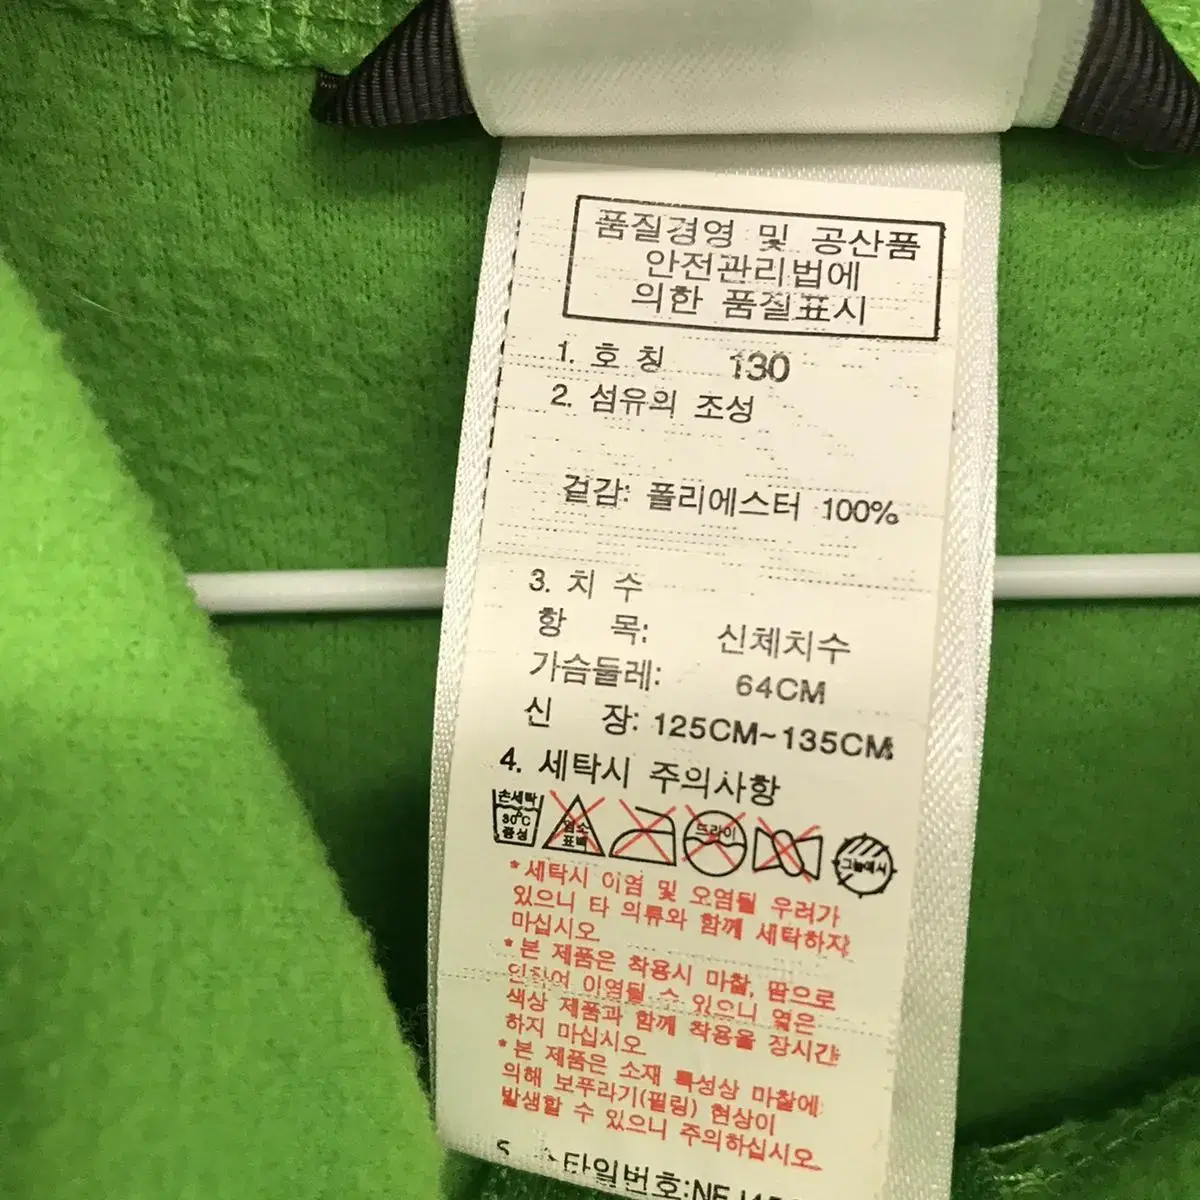 품질경영 및 공산품
안전관리법에
의한 품질표시
1. 호 칭 130
2. 섬유의 조성
겉감: 폴리에스터 100%
3. 치 수
항 목: 신체치수
가슴둘레: 64CM
신 장: 125CM~135CM
4. 세탁시 주의사항
손세탁 30℃ 중성
염소 표백
드라이
그늘에서
*세탁시 이염 및 오염될 우려가
있으니 타 의류와 함께 세탁하지
마십시오
*본 제품은 착용시 마찰, 땀으로
인하여 이염될 수 있으니 옅은
색상 제품과 함께 착용을 장시간
하지 마십시오
*본 제품은 소재 특성상 마찰에
의해 보푸라기(필링) 현상이
발생할 수 있으니 주의하십시오
5. 스타일번호:NFJ